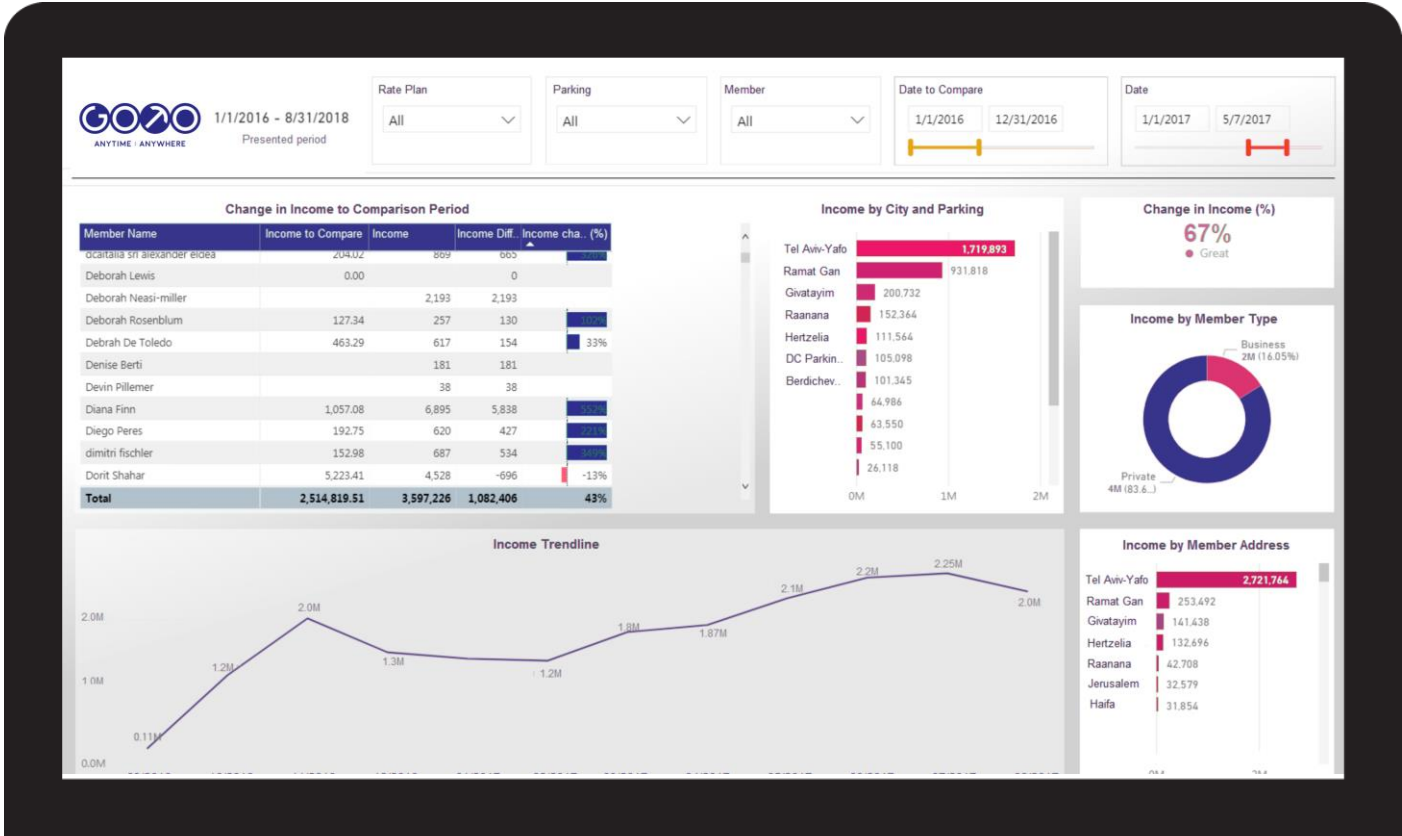 GOTO
ANYTIME | ANYWHERE
1/1/2016 - 8/31/2018
Presented period
Rate Plan
All
Parking
All
Member
All
Date to Compare
1/1/2016 12/31/2016
Date
1/1/2017 5/7/2017
Change in Income to Comparison Period
Member Name Income to Compare Income Income Diff.. Income cha.. (%)
204.02 869 665
Deborah Lewis 0.00 0
Deborah Neasi-miller 2,193 2,193
Deborah Rosenblum 127.34 257 130 102%
Debrah De Toledo 463.29 617 154 33%
Denise Berti 181 181
Devin Pillemer 38 38
Diana Finn 1,057.08 6,895 5,838 552%
Diego Peres 192.75 620 427 221%
dimitri fischler 152.98 687 534 349%
Dorit Shahar 5,223.41 4,528 -696 -13%
Total 2,514,819.51 3,597,226 1,082,406 43%
Income by City and Parking
Tel Aviv-Yafo 1,719,893
Ramat Gan 931,818
Givatayim 200,732
Raanana 152,364
Hertzelia 111,564
DC Parkin.. 105,098
Berdichev.. 101,345
64,986
63,550
55,100
26,118
0M 1M 2M
Change in Income (%)
67%
Great
Income by Member Type
Business
2M (16.05%)
Private
4M (83.6...)
Income Trendline
2.0M
1.0M
0.0M
0.11M
1.2M
2.0M
1.3M
1.2M
1.8M
1.87M
2.1M
2.2M
2.25M
2.0M
Income by Member Address
Tel Aviv-Yafo 2,721,764
Ramat Gan 253,492
Givatayim 141,438
Hertzelia 132,696
Raanana 42,708
Jerusalem 32,579
Haifa 31,854